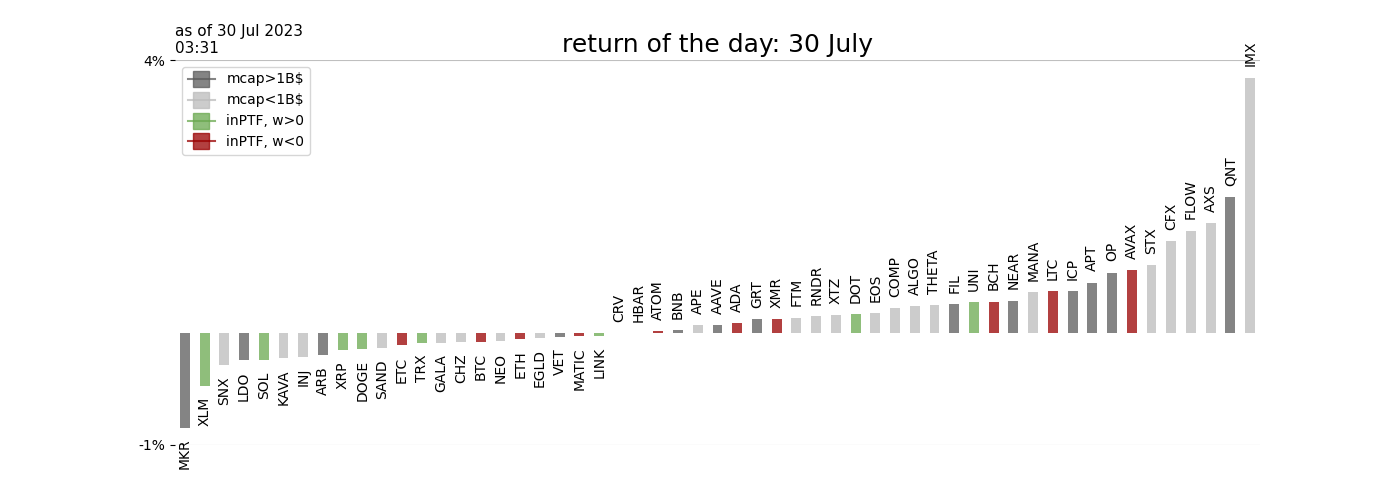 as of 30 Jul 2023
03:31
return of the day: 30 July
4%
mcap>1B$
mcap<1B$
inPTF, w>0
inPTF, w<0
-1%
MKR
XLM
SNX
LDO
SOL
KAVA
INJ
ARB
XRP
DOGE
SAND
ETC
TRX
GALA
CHZ
BTC
NEO
ETH
EGLD
VET
MATIC
LINK
CRV
HBAR
ATOM
BNB
APE
AAVE
ADA
GRT
XMR
FTM
RNDR
XTZ
DOT
EOS
COMP
ALGO
THETA
FIL
UNI
BCH
NEAR
MANA
LTC
ICP
APT
OP
AVAX
STX
CFX
FLOW
AXS
QNT
IMX